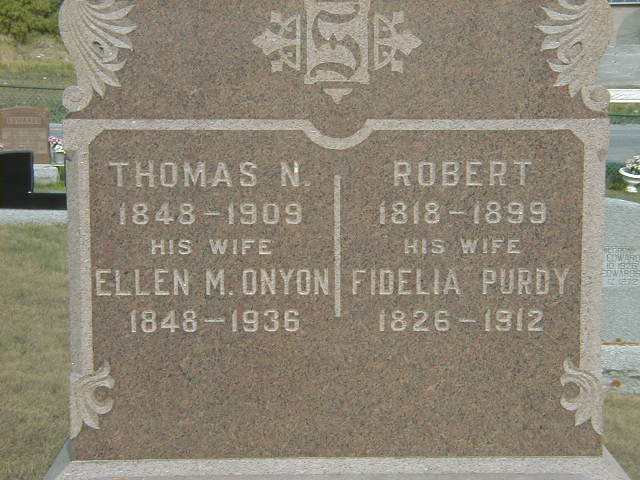 THOMAS N.
1848-1909
HIS WIFE
ELLEN M. ONYON
1848-1936
ROBERT
1818-1899
HIS WIFE
FIDELIA PURDY
1826-1912